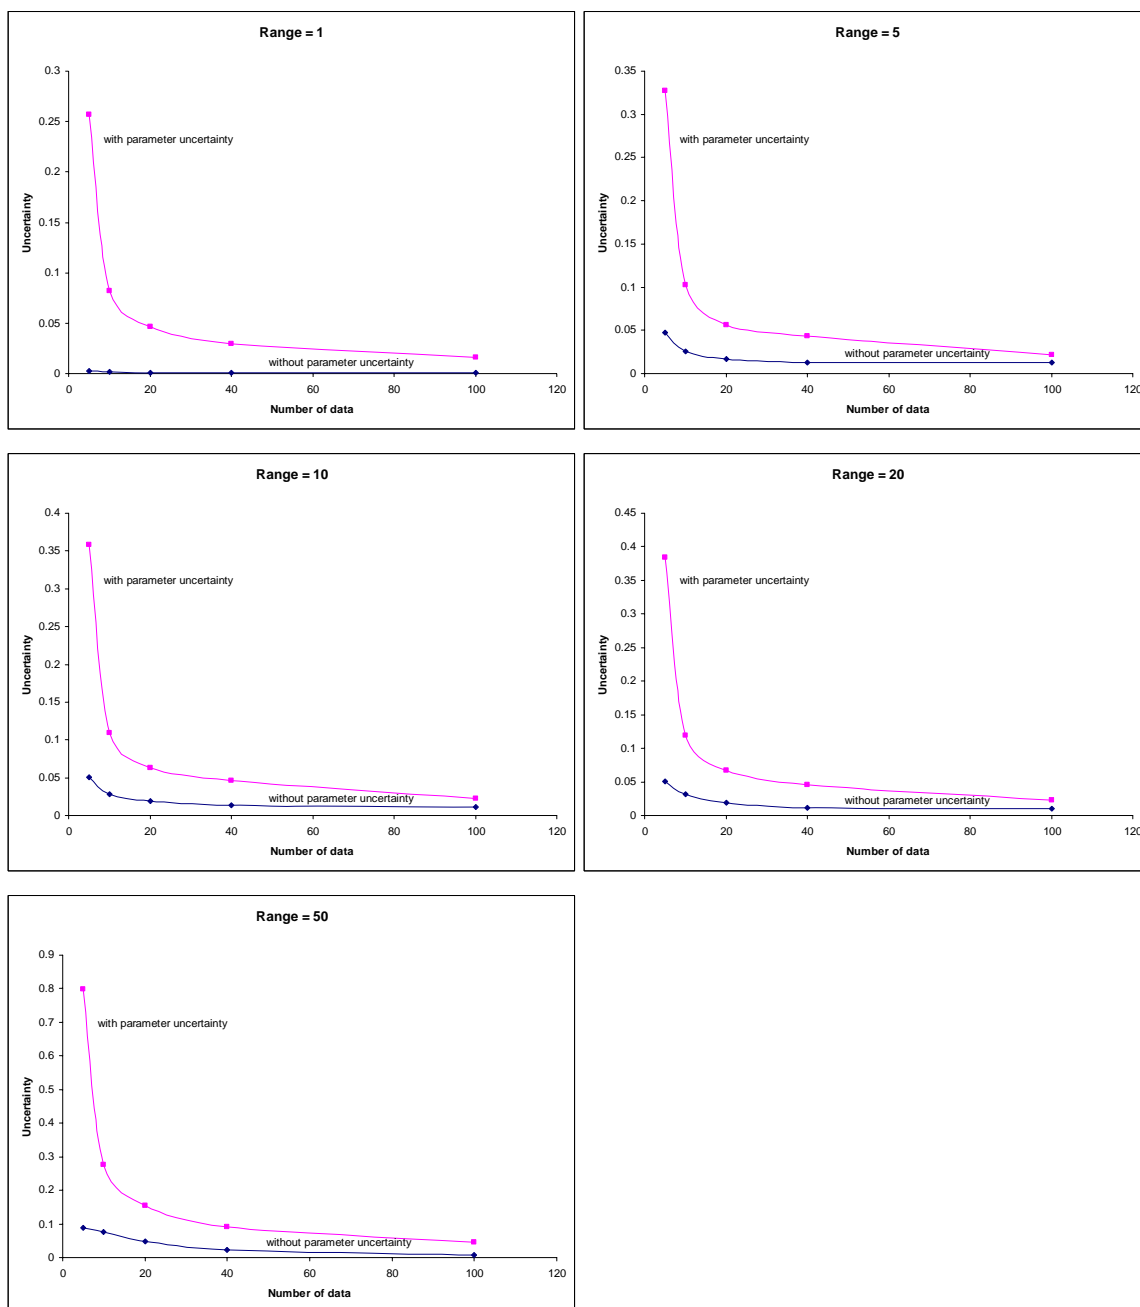 Range = 1
0.3
0.25
0.2
0.15
0.1
0.05
0
Uncertainty
with parameter uncertainty
without parameter uncertainty
0 20 40 60 80 100 120
Number of data
Range = 5
0.35
0.3
0.25
0.2
0.15
0.1
0.05
0
Uncertainty
with parameter uncertainty
without parameter uncertainty
0 20 40 60 80 100 120
Number of data
Range = 10
0.4
0.35
0.3
0.25
0.2
0.15
0.1
0.05
0
Uncertainty
with parameter uncertainty
without parameter uncertainty
0 20 40 60 80 100 120
Number of data
Range = 20
0.45
0.4
0.35
0.3
0.25
0.2
0.15
0.1
0.05
0
Uncertainty
with parameter uncertainty
without parameter uncertainty
0 20 40 60 80 100 120
Number of data
Range = 50
0.9
0.8
0.7
0.6
0.5
0.4
0.3
0.2
0.1
0
Uncertainty
with parameter uncertainty
without parameter uncertainty
0 20 40 60 80 100 120
Number of data